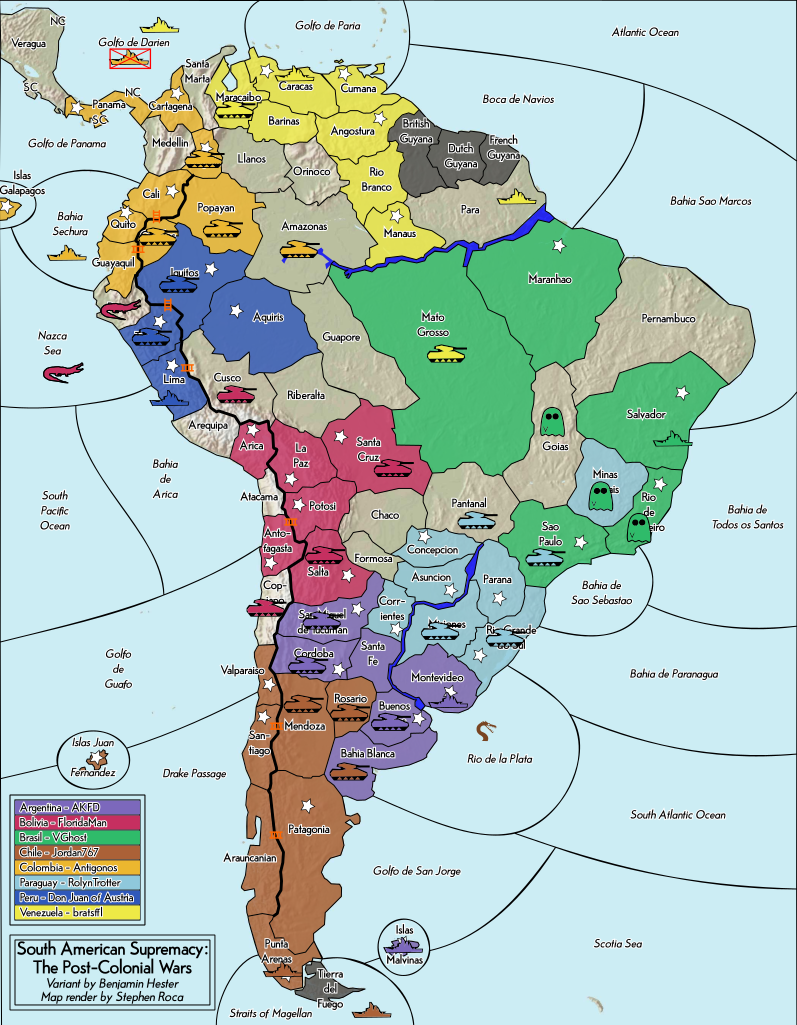 NC
Veragua
Golfo de Darien
Golfo de Paria
Atlantic Ocean
SC
NC
Panama
SC
Santa
Marta
Cartagena
Maracaibo
Caracas
Cumana
Boca de Navios
Golfo de Panama
Medellin
Barinas
Angostura
British
Guyana
Dutch
Guyana
French
Guyana
Llanos
Orinoco
Rio
Branco
Islas
Galapagos
Cali
Popayan
Quito
Bahia
Sechura
Amazonas
Manaus
Para
Bahia Sao Marcos
Guayaquil
Iquitos
Maranhao
Aquiris
Mato
Grosso
Pernambuco
Nazca
Sea
Guapore
Lima
Cusco
Riberalta
Arequipa
Salvador
Arica
La
Paz
Santa
Cruz
Goias
Bahia
de
Arica
South
Pacific
Ocean
Atacama
Potosi
Minas
Rio
de
Pantanal
Chaco
Bahia de
Todos os Santos
Anto-
fagasta
Sao
Paulo
Concepcion
Formosa
Salta
Asuncion
Parana
Cop-
Bahia de
Sao Sebastao
Corr-
ientes
San Miguel
de Tucuman
Rio Grande
do Sul
Santa
Fe
Cordoba
Golfo
de
Guafo
Valparaiso
Montevideo
Bahia de Paranagua
Rosario
Buenos
Mendoza
San-
tiago
Islas Juan
Fernandez
Bahia Blanca
Rio de la Plata
Drake Passage
Argentina - AKFD
Bolivia - FloridaMan
Brasil - VGhost
Chile - Jordan767
Colombia - Antigonos
Paraguay - RolynTrotter
Peru - Don Juan of Austria
Venezuela - bratsffl
South Atlantic Ocean
Patagonia
Araucanian
Golfo de San Jorge
Islas
Malvinas
Scotia Sea
South American Supremacy:
The Post-Colonial Wars
Variant by Benjamin Hester
Map render by Stephen Roca
Punta
Arenas
Tierra
del
Fuego
Straits of Magellan